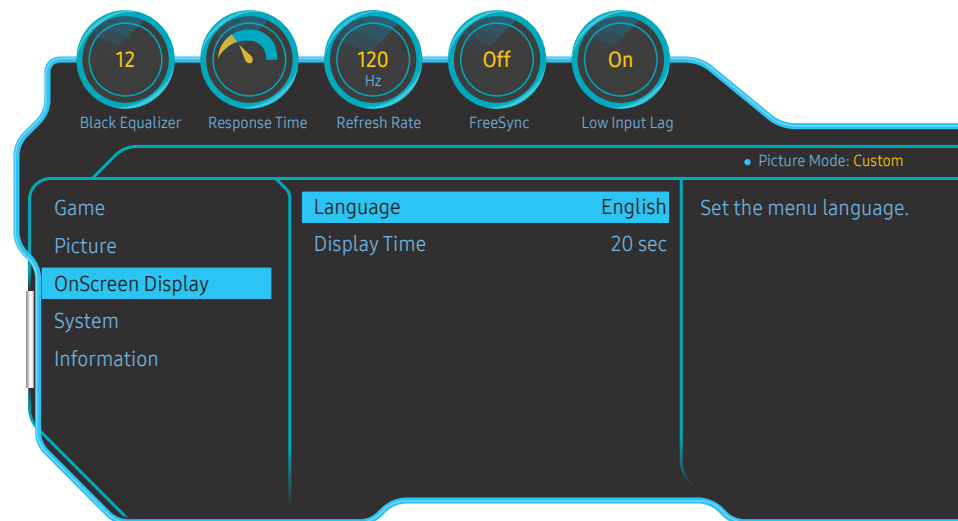 12
120
Hz
Off
On
Black Equalizer
Response Time
Refresh Rate
FreeSync
Low Input Lag
• Picture Mode: Custom
Game
Picture
OnScreen Display
System
Information
Language English
Display Time 20 sec
Set the menu language.